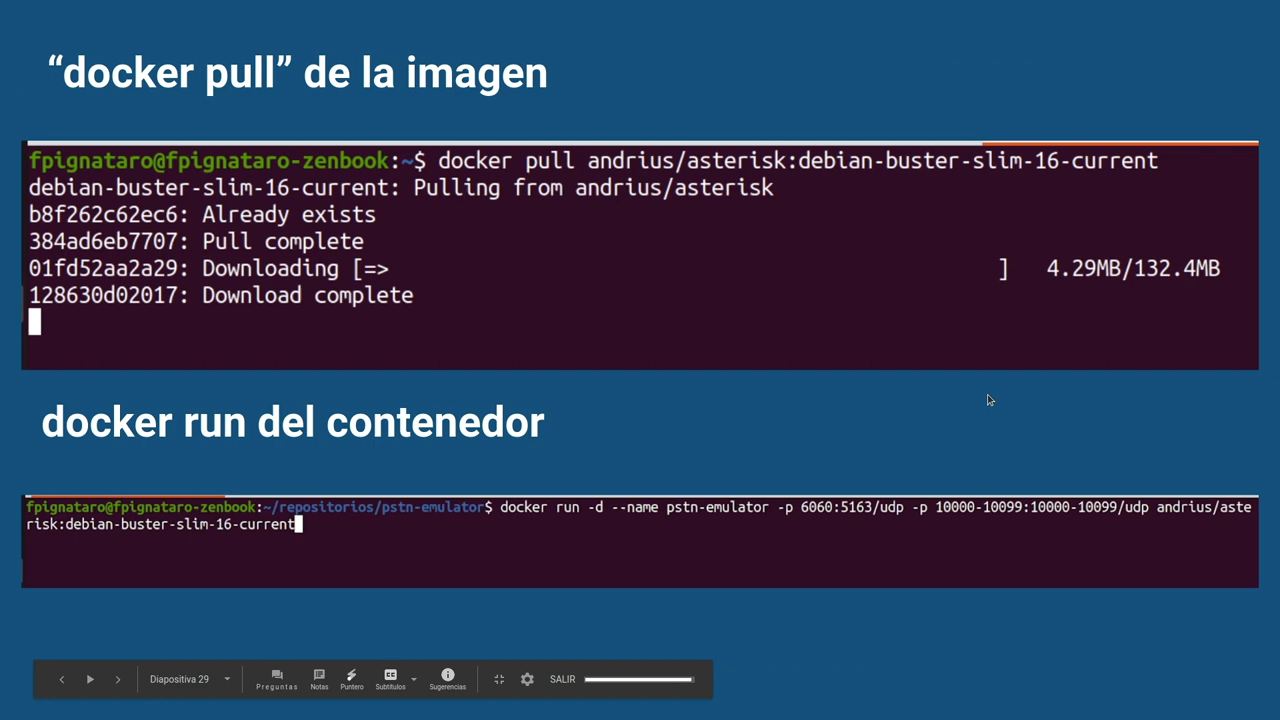 “docker pull” de la imagen
fpignataro@fpignataro-zenbook:~$ docker pull andrius/asterisk:debian-buster-slim-16-current
debian-buster-slim-16-current: Pulling from andrius/asterisk
b8f262c62ec6: Already exists
384ad6eb7707: Pull complete
01fd52aa2a29: Downloading [=> ] 4.29MB/132.4MB
128630d02017: Download complete
docker run del contenedor
fpignataro@fpignataro-zenbook:~/repositorios/pstn-emulator$ docker run -d --name pstn-emulator -p 6060:5163/udp -p 10000-10099:10000-10099/udp andrius/aste
risk:debian-buster-slim-16-current
Diapositiva 29
Preguntas
Notas
Puntero
Subtítulos
Sugerencias
SALIR